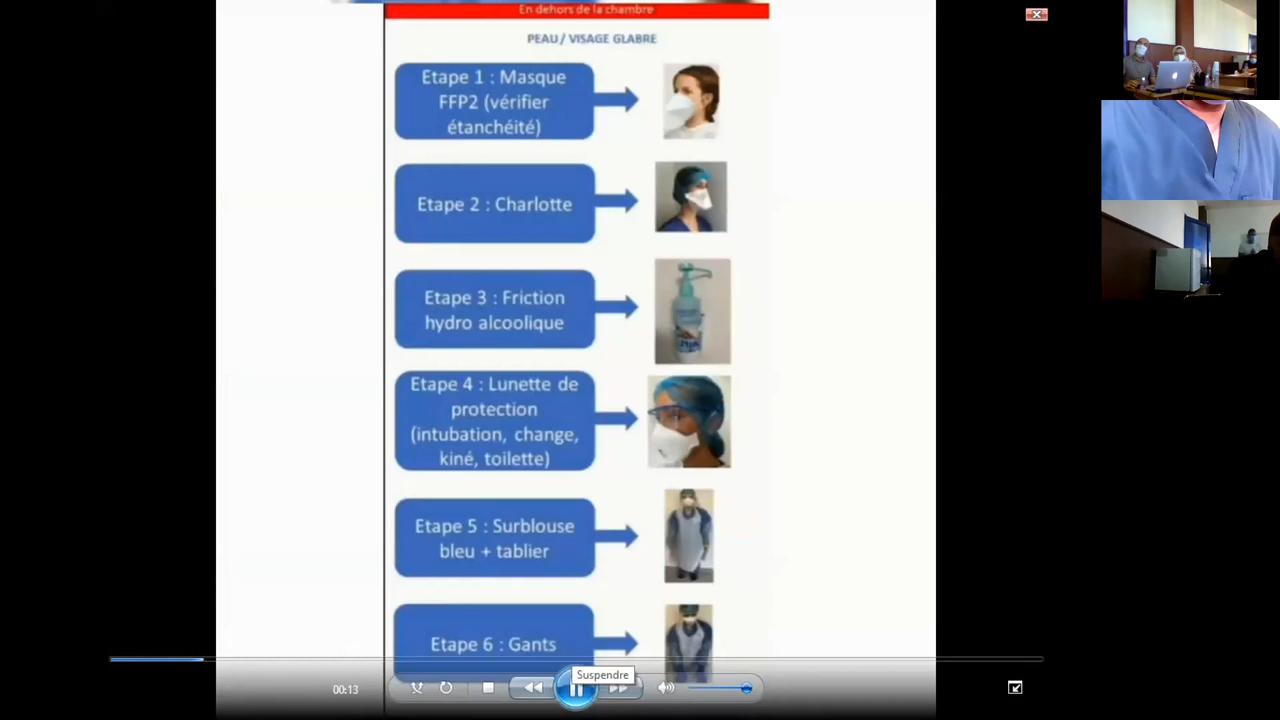 En dehors de la chambre
PEAU / VISAGE GLABRE
Etape 1 : Masque
FFP2 (vérifier
étanchéité)
Etape 2 : Charlotte
Etape 3 : Friction
hydro alcoolique
Etape 4 : Lunette de
protection
(intubation, change,
kiné, toilette)
Etape 5 : Surblouse
bleu + tablier
Etape 6 : Gants
Suspendre
00:13